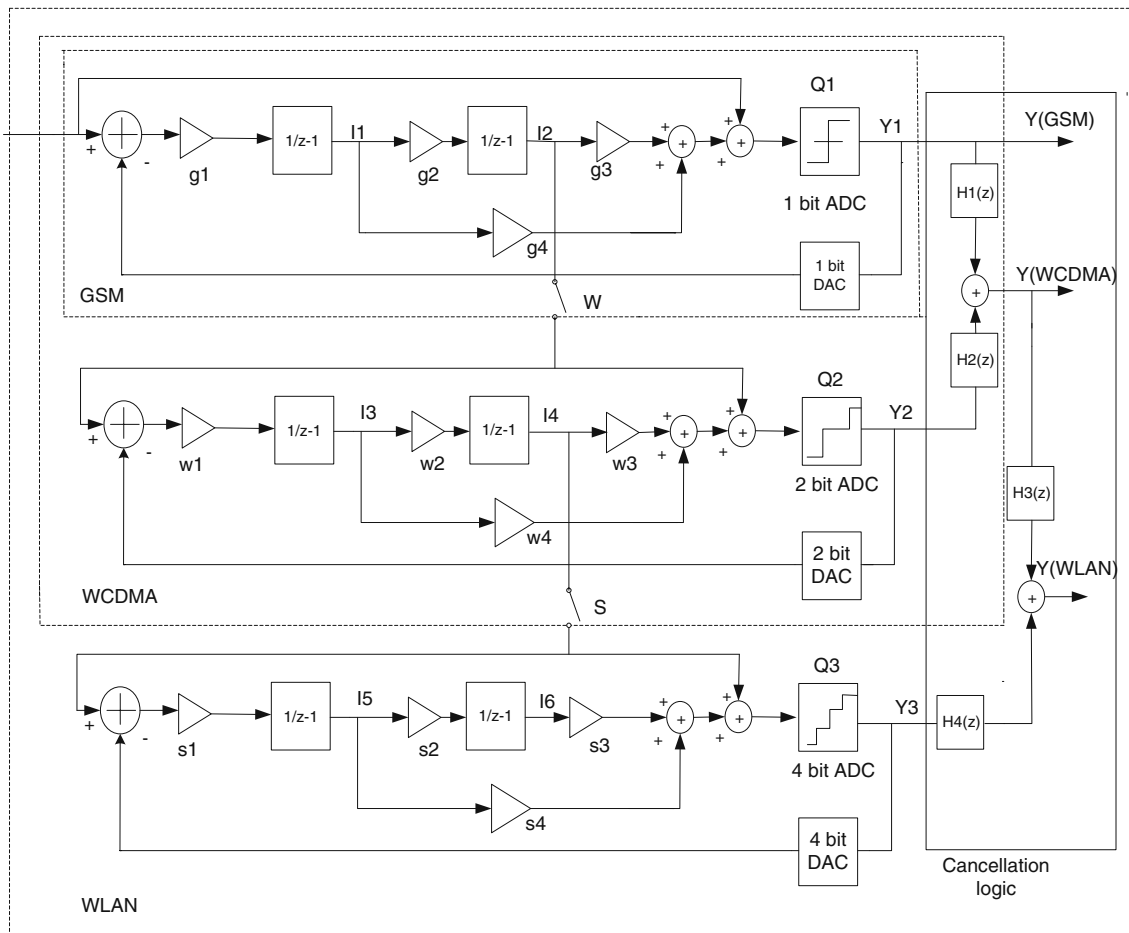 Q1
Y1
Y(GSM)
+
-
g1
1/z-1
I1
g2
1/z-1
I2
g3
+
+
+
+
+
+
1 bit ADC
H1(z)
g4
1 bit
DAC
GSM
W
+
Y(WCDMA)
H2(z)
Q2
Y2
+
-
w1
1/z-1
I3
w2
1/z-1
I4
w3
+
+
+
+
+
+
2 bit ADC
H3(z)
w4
2 bit
DAC
WCDMA
S
+
Y(WLAN)
Q3
Y3
H4(z)
+
-
s1
1/z-1
I5
s2
1/z-1
I6
s3
+
+
+
+
+
+
4 bit ADC
s4
4 bit
DAC
Cancellation
logic
WLAN